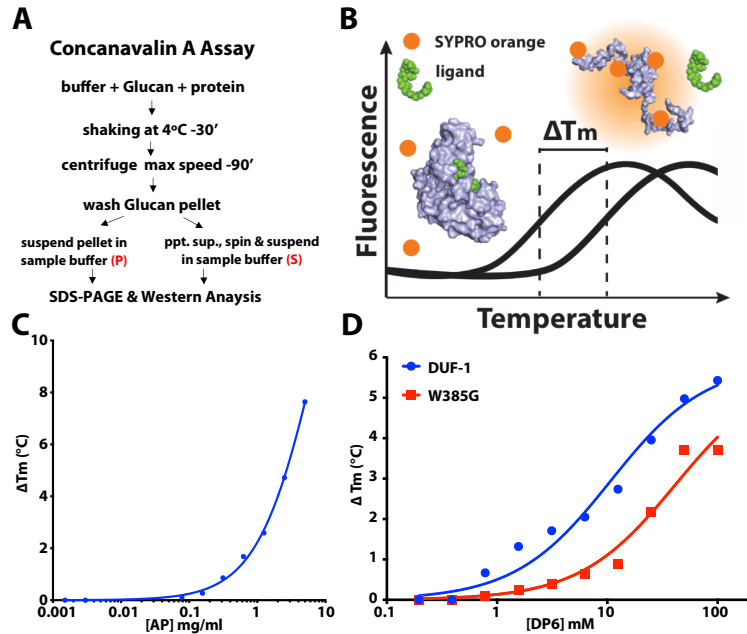 A
Concanavalin A Assay
buffer + Glucan + protein
shaking at 4ºC -30’
centrifuge max speed -90’
wash Glucan pellet
suspend pellet in
sample buffer (P)
ppt. sup., spin & suspend
in sample buffer (S)
SDS-PAGE & Western Anaysis
B
SYPRO orange
ligand
ΔTm
Fluorescence
Temperature
C
10
8
6
4
2
0
ΔTm (°C)
0.001
0.01
0.1
1
10
[AP] mg/ml
D
DUF-1
W385G
6
5
4
3
2
1
0
Δ Tm (°C)
0.1
1
10
100
[DP6] mM